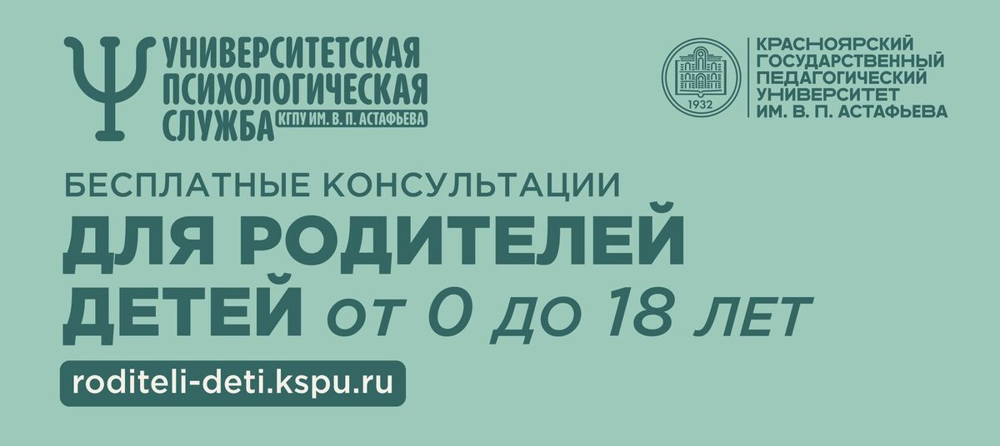 УНИВЕРСИТЕТСКАЯ
ПСИХОЛОГИЧЕСКАЯ
СЛУЖБА
КГПУ ИМ. В. П. АСТАФЬЕВА
1932
КРАСНОЯРСКИЙ
ГОСУДАРСТВЕННЫЙ
ПЕДАГОГИЧЕСКИЙ
УНИВЕРСИТЕТ
ИМ. В. П. АСТАФЬЕВА
БЕСПЛАТНЫЕ КОНСУЛЬТАЦИИ
ДЛЯ РОДИТЕЛЕЙ
ДЕТЕЙ ОТ 0 ДО 18 ЛЕТ
roditeli-deti.kspu.ru